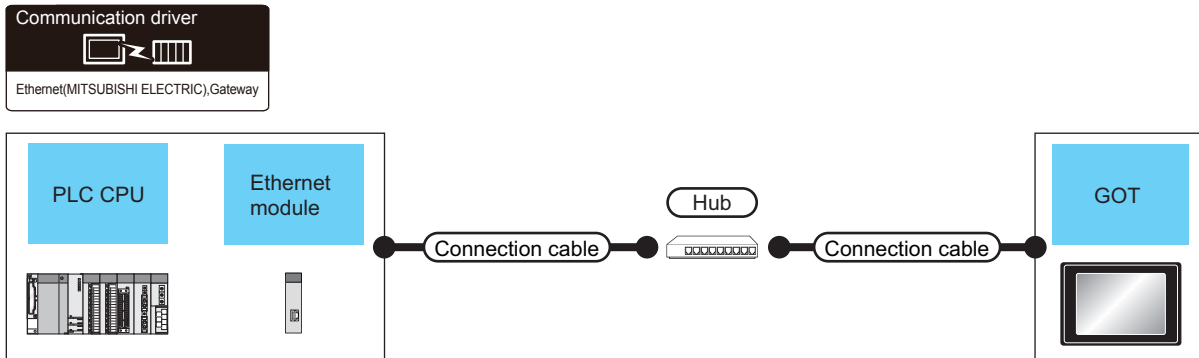 Communication driver
Ethernet(MITSUBISHI ELECTRIC),Gateway
PLC CPU
Ethernet
module
Connection cable
Hub
Connection cable
GOT